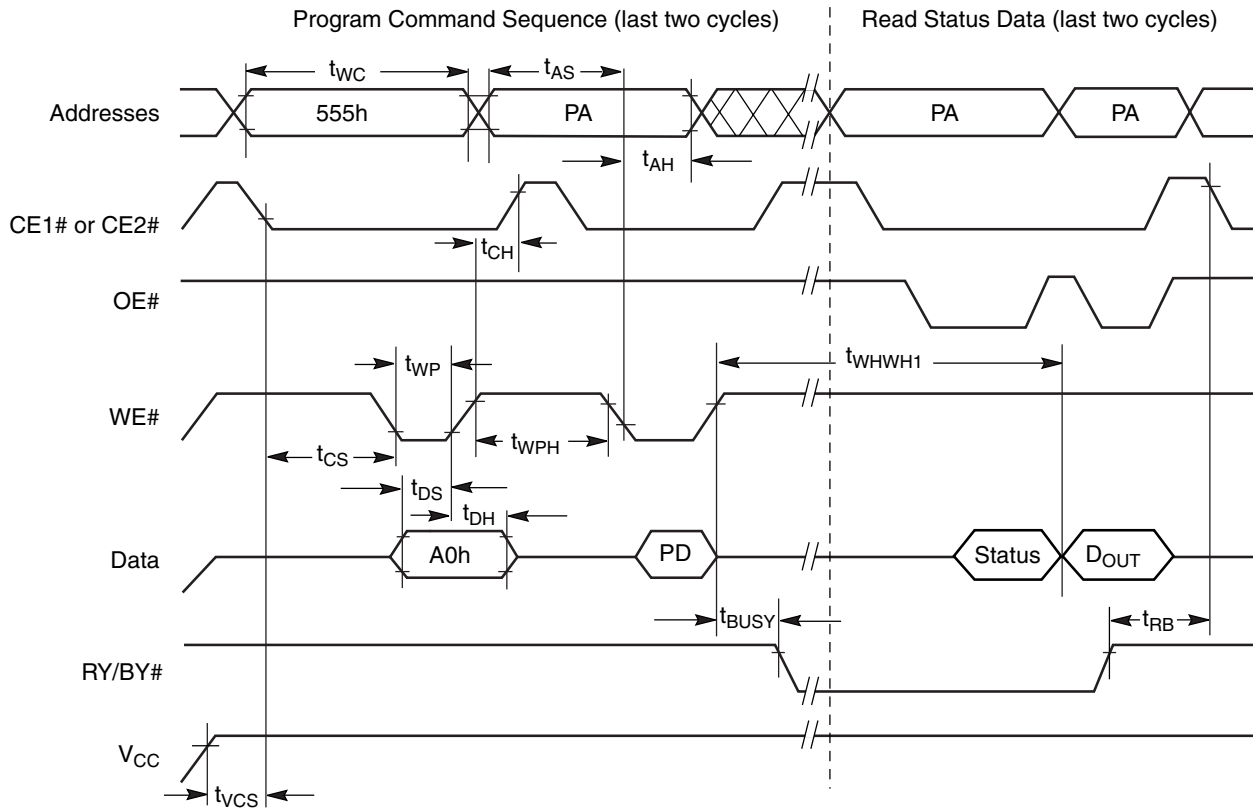 Program Command Sequence (last two cycles)
Read Status Data (last two cycles)
tWC
tAS
Addresses
555h
PA
PA
PA
tAH
CE1# or CE2#
tCH
OE#
tWP
tWHWH1
WE#
tCS
tWPH
tDS
tDH
Data
A0h
PD
Status
DOUT
tBUSY
tRB
RY/BY#
VCC
tVCS